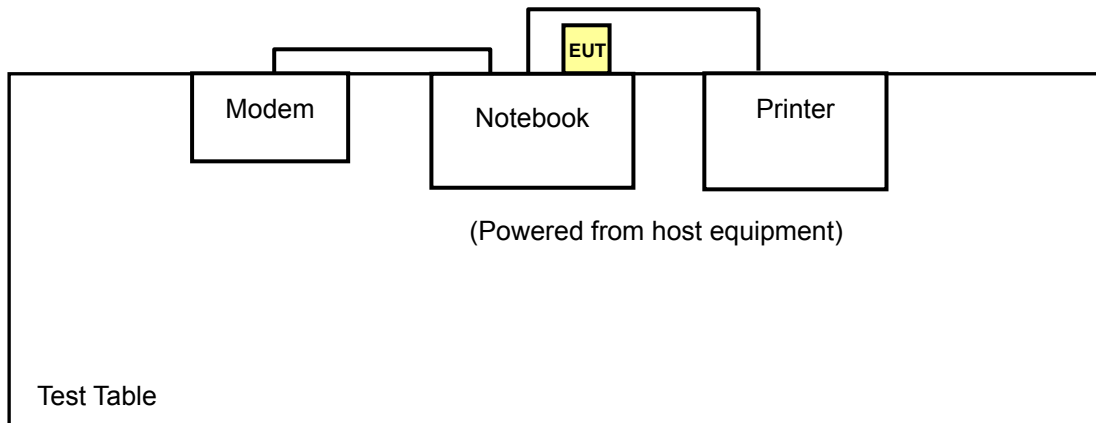 EUT
Modem
Notebook
Printer
(Powered from host equipment)
Test Table